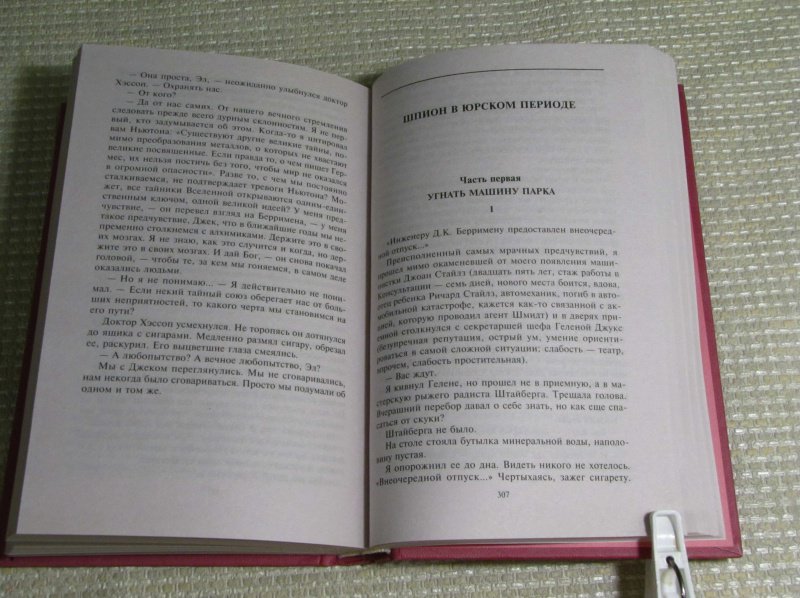 — Она проста, Эл, — неожиданно улыбнулся доктор
Хэссоп. — Охранять нас.
— От кого?
— Да от нас самих. От нашего вечного стремления
следовать прежде всего дурным склонностям. Я не пер-
вый, кто задумывается об этом. Когда-то я цитировал
вам Ньютона: «Существуют другие великие тайны, по-
мимо преобразования металлов, о которых не хвастают
великие посвященные. Если правда то, о чем пишет Гер-
мес, их нельзя постичь без того, чтобы мир не оказался
в огромной опасности». Разве то, с чем мы постоянно
сталкиваемся, не подтверждает тревоги Ньютона? Мо-
жет, все тайники Вселенной открываются одним-един-
ственным ключом, одной великой идеей? У меня пред-
чувствие, — он перевел взгляд на Берримена, — у меня
такое предчувствие, Джек, что в ближайшие годы мы не-
пременно столкнемся с алхимиками. Держите это в сво-
их мозгах. Я не знаю, как это случится и когда, но дер-
жите это в своих мозгах. И дай Бог, — он снова покачал
головой, — чтобы те, за кем мы гоняемся, в самом деле
оказались людьми.
— Но я не понимаю... — Я действительно не пони-
мал. — Если некий тайный союз оберегает нас от боль-
ших неприятностей, то какого черта мы становимся на
его пути?
Доктор Хэссоп усмехнулся. Не торопясь он дотянулся
до ящика с сигарами. Медленно размял сигару, обрезал
ее, раскурил. Его выцветшие глаза смеялись.
— А любопытство? А вечное любопытство, Эл?
Мы с Джеком переглянулись. Мы не сговаривались,
нам некогда было сговариваться. Просто мы подумали об
одном и том же.
ШПИОН В ЮРСКОМ ПЕРИОДЕ
Часть первая
УГНАТЬ МАШИНУ ПАРКА
1
«Инженеру Д.К. Берримену предоставлен внеочеред-
ной отпуск...»
Преисполненный самых мрачных предчувствий, я
прошел мимо окаменевшей от моего появления маши-
нистки Джоан Стайлз (двадцать пять лет, стаж работы в
Консультации — семь дней, нового места боится, вдова,
отец ребенка Ричард Стайлз, автомеханик, погиб в авто-
мобильной катастрофе, кажется как-то связанной с ак-
цией, которую проводил агент Шмидт) и в дверях при-
емной столкнулся с секретаршей шефа Геленой Джукс
(безупречная репутация, острый ум, умение ориенти-
роваться в самой сложной ситуации; слабость — театр,
впрочем, слабость простительная).
— Вас ждут.
Я кивнул Гелене, но прошел не в приемную, а в ма-
стерскую рыжего радиста Штайберга. Трещала голова.
Вчерашний перебор давал о себе знать, но как еще спа-
саться от скуки?
Штайберга не было.
На столе стояла бутылка минеральной воды, наполо-
вину пустая.
Я опорожнил ее до дна. Видеть никого не хотелось.
«Внеочередной отпуск...» Чертыхаясь, зажег сигарету.
307